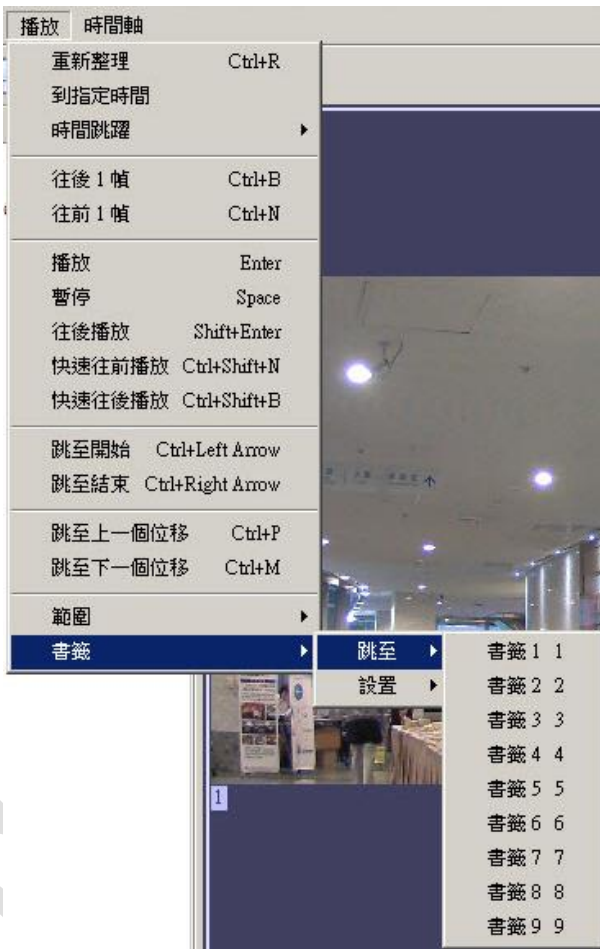 播放 時間軸
重新整理 Ctrl+R
到指定時間
時間跳躍
往後 1 幀 Ctrl+B
往前 1 幀 Ctrl+N
播放 Enter
暫停 Space
往後播放 Shift+Enter
快速往前播放 Ctrl+Shift+N
快速往後播放 Ctrl+Shift+B
跳至開始 Ctrl+Left Arrow
跳至結束 Ctrl+Right Arrow
跳至上一個位移 Ctrl+P
跳至下一個位移 Ctrl+M
範圍
書籤
跳至
設置
書籤 1 1
書籤 2 2
書籤 3 3
書籤 4 4
書籤 5 5
書籤 6 6
書籤 7 7
書籤 8 8
書籤 9 9
1